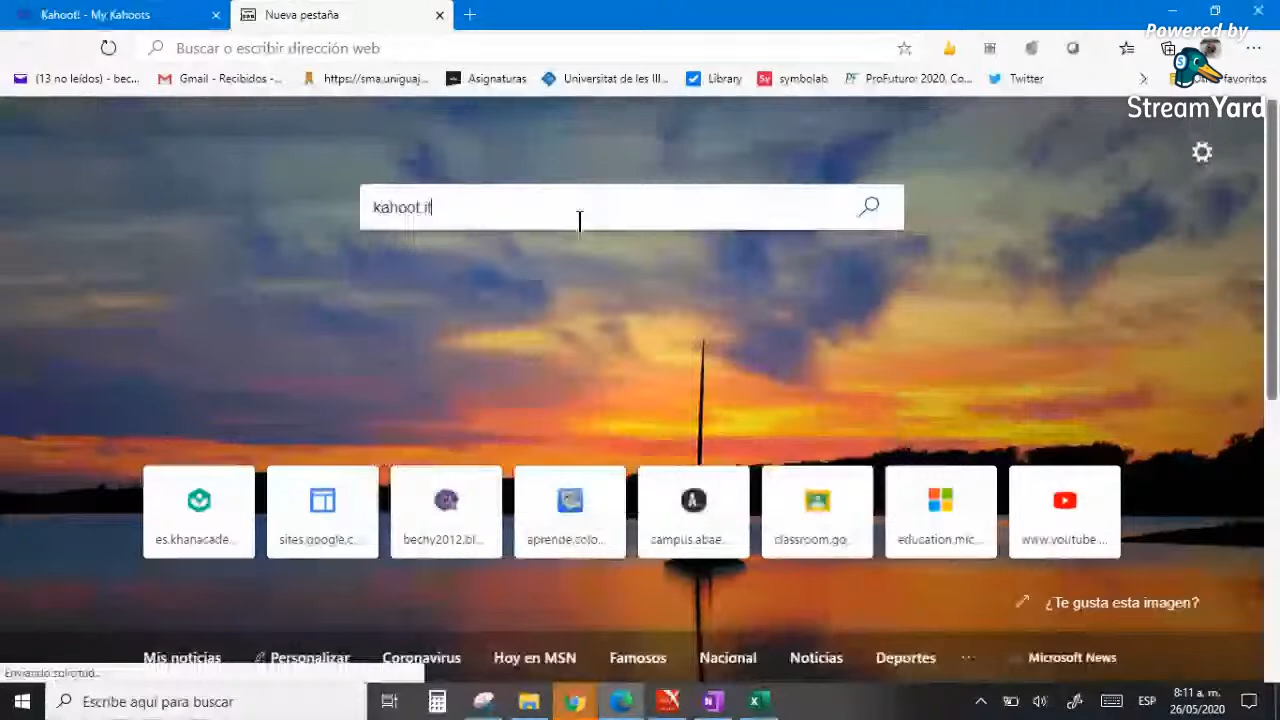 Kahoot! - My Kahoots
Nueva pestaña
Powered by
Buscar o escribir dirección web
(13 no leídos) - bec...
Gmail - Recibidos -...
https://sma.uniguaj...
Asignaturas
Universitat de les Ill...
Library
symbolab
ProFuturo: 2020, Co...
Twitter
Otros favoritos
StreamYard
kahoot.it
es.khanacade...
sites.google.c...
becny2012.bl...
aprende.colo...
campus.abae...
classroom.go...
education.mic...
www.youtube....
¿Te gusta esta imagen?
Mis noticias
Personalizar
Coronavirus
Hoy en MSN
Famosos
Nacional
Noticias
Deportes
...
Microsoft News
Enviando solicitud...
Escribe aquí para buscar
ESP
8:11 a. m.
26/05/2020